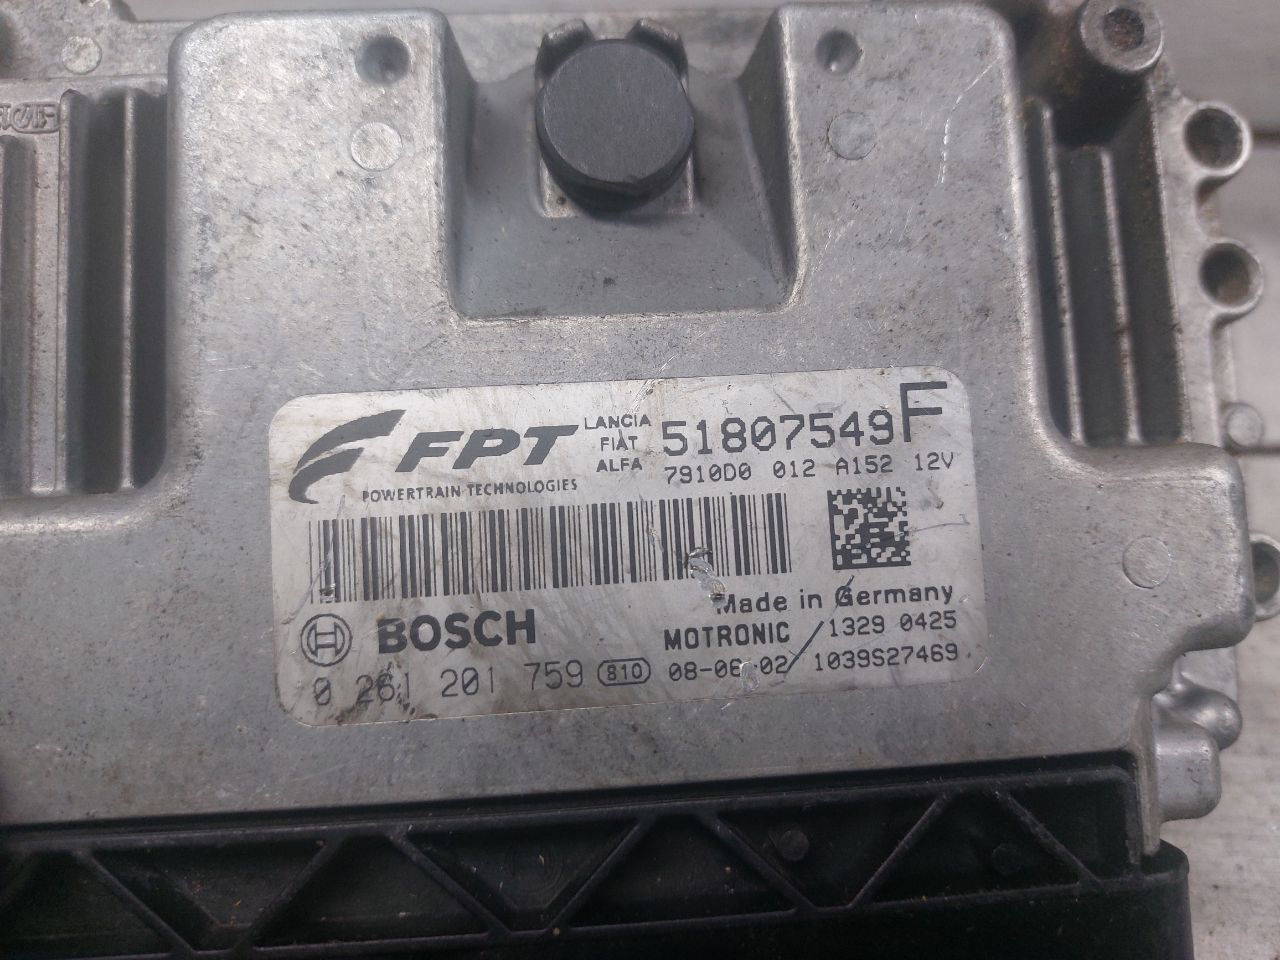 FPT
POWERTRAIN TECHNOLOGIES
LANCIA
FIAT
ALFA
51807549 F
7910D0 012 A152 12V
BOSCH
Made in Germany
MOTRONIC 1329 0425
0 261 201 759 810 08-06-02 1039S27469